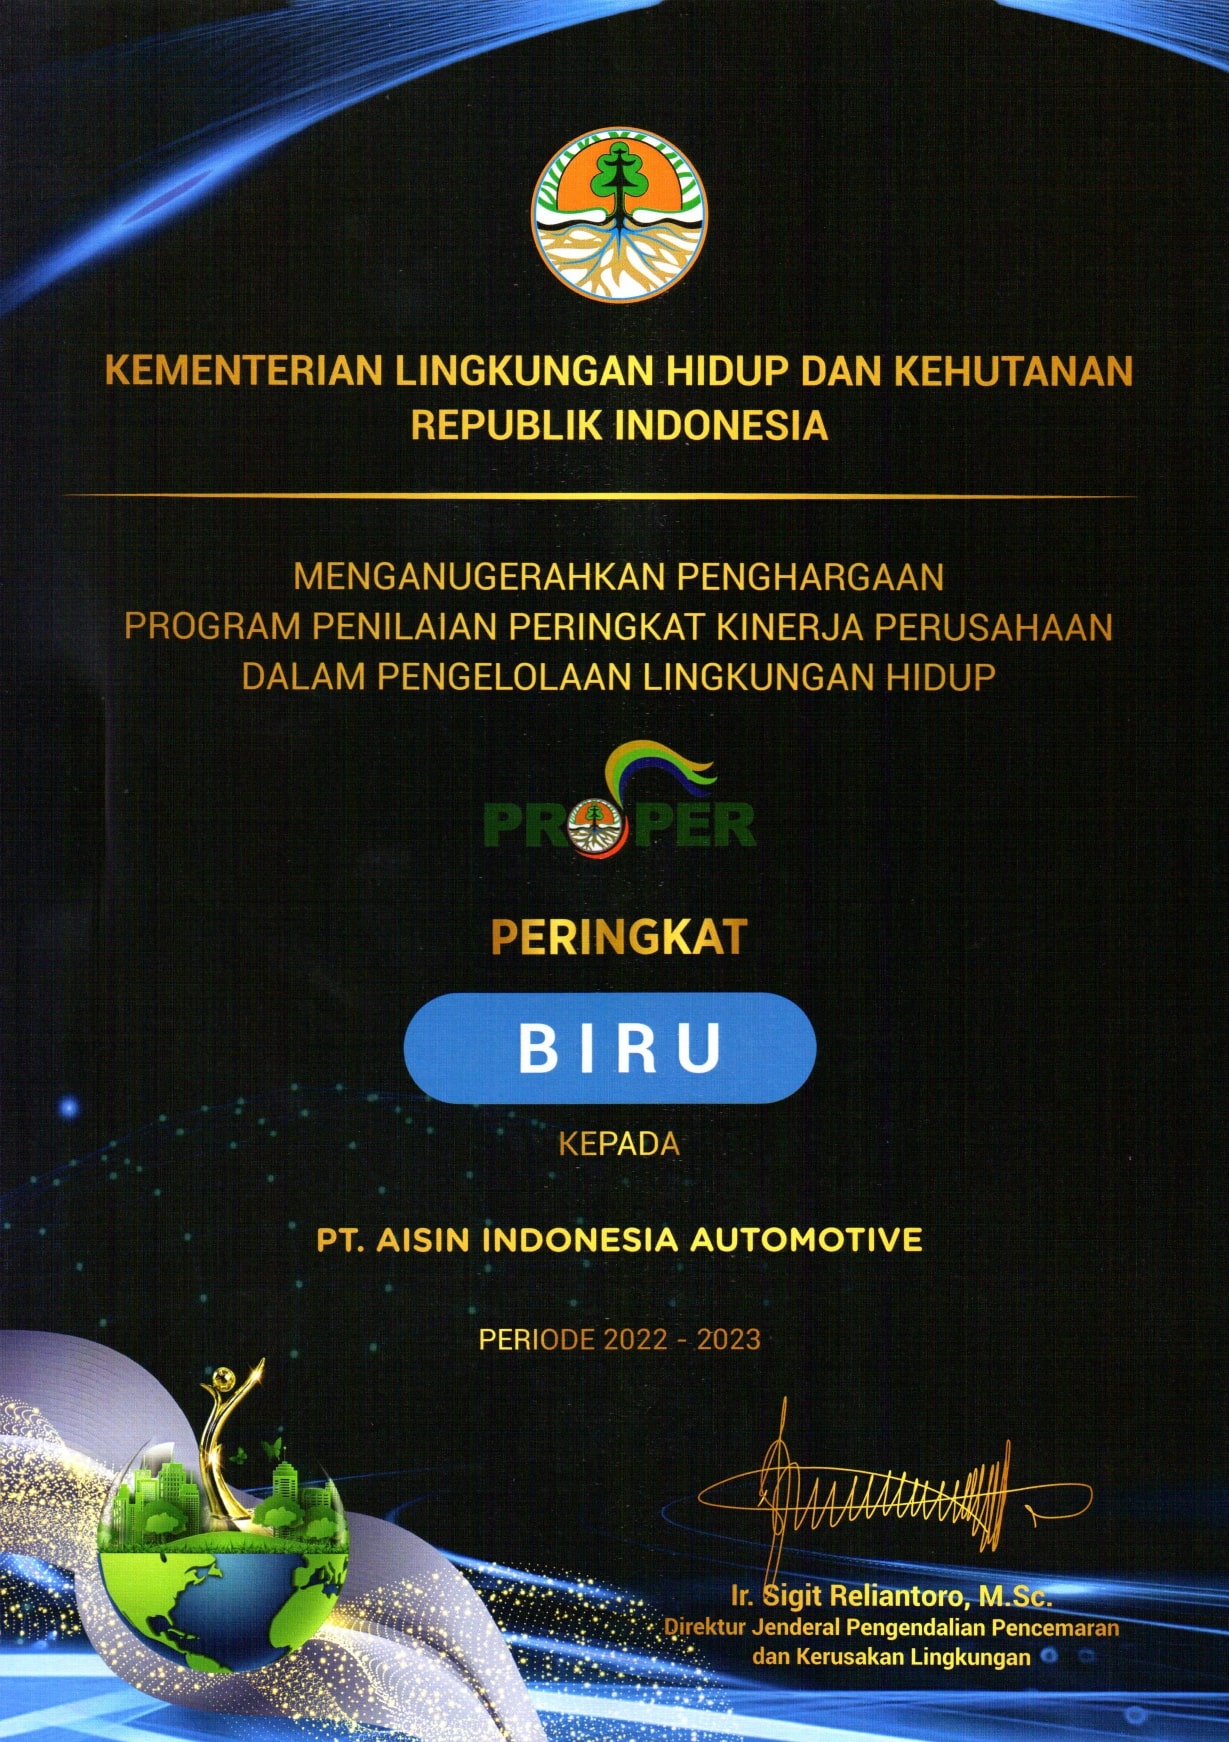 KEMENTERIAN LINGKUNGAN HIDUP DAN KEHUTANAN
REPUBLIK INDONESIA
MENGANUGERAHKAN PENGHARGAAN
PROGRAM PENILAIAN PERINGKAT KINERJA PERUSAHAAN
DALAM PENGELOLAAN LINGKUNGAN HIDUP
PROPER
PERINGKAT
BIRU
KEPADA
PT. AISIN INDONESIA AUTOMOTIVE
PERIODE 2022 - 2023
Ir. Sigit Reliantoro, M.Sc.
Direktur Jenderal Pengendalian Pencemaran
dan Kerusakan Lingkungan